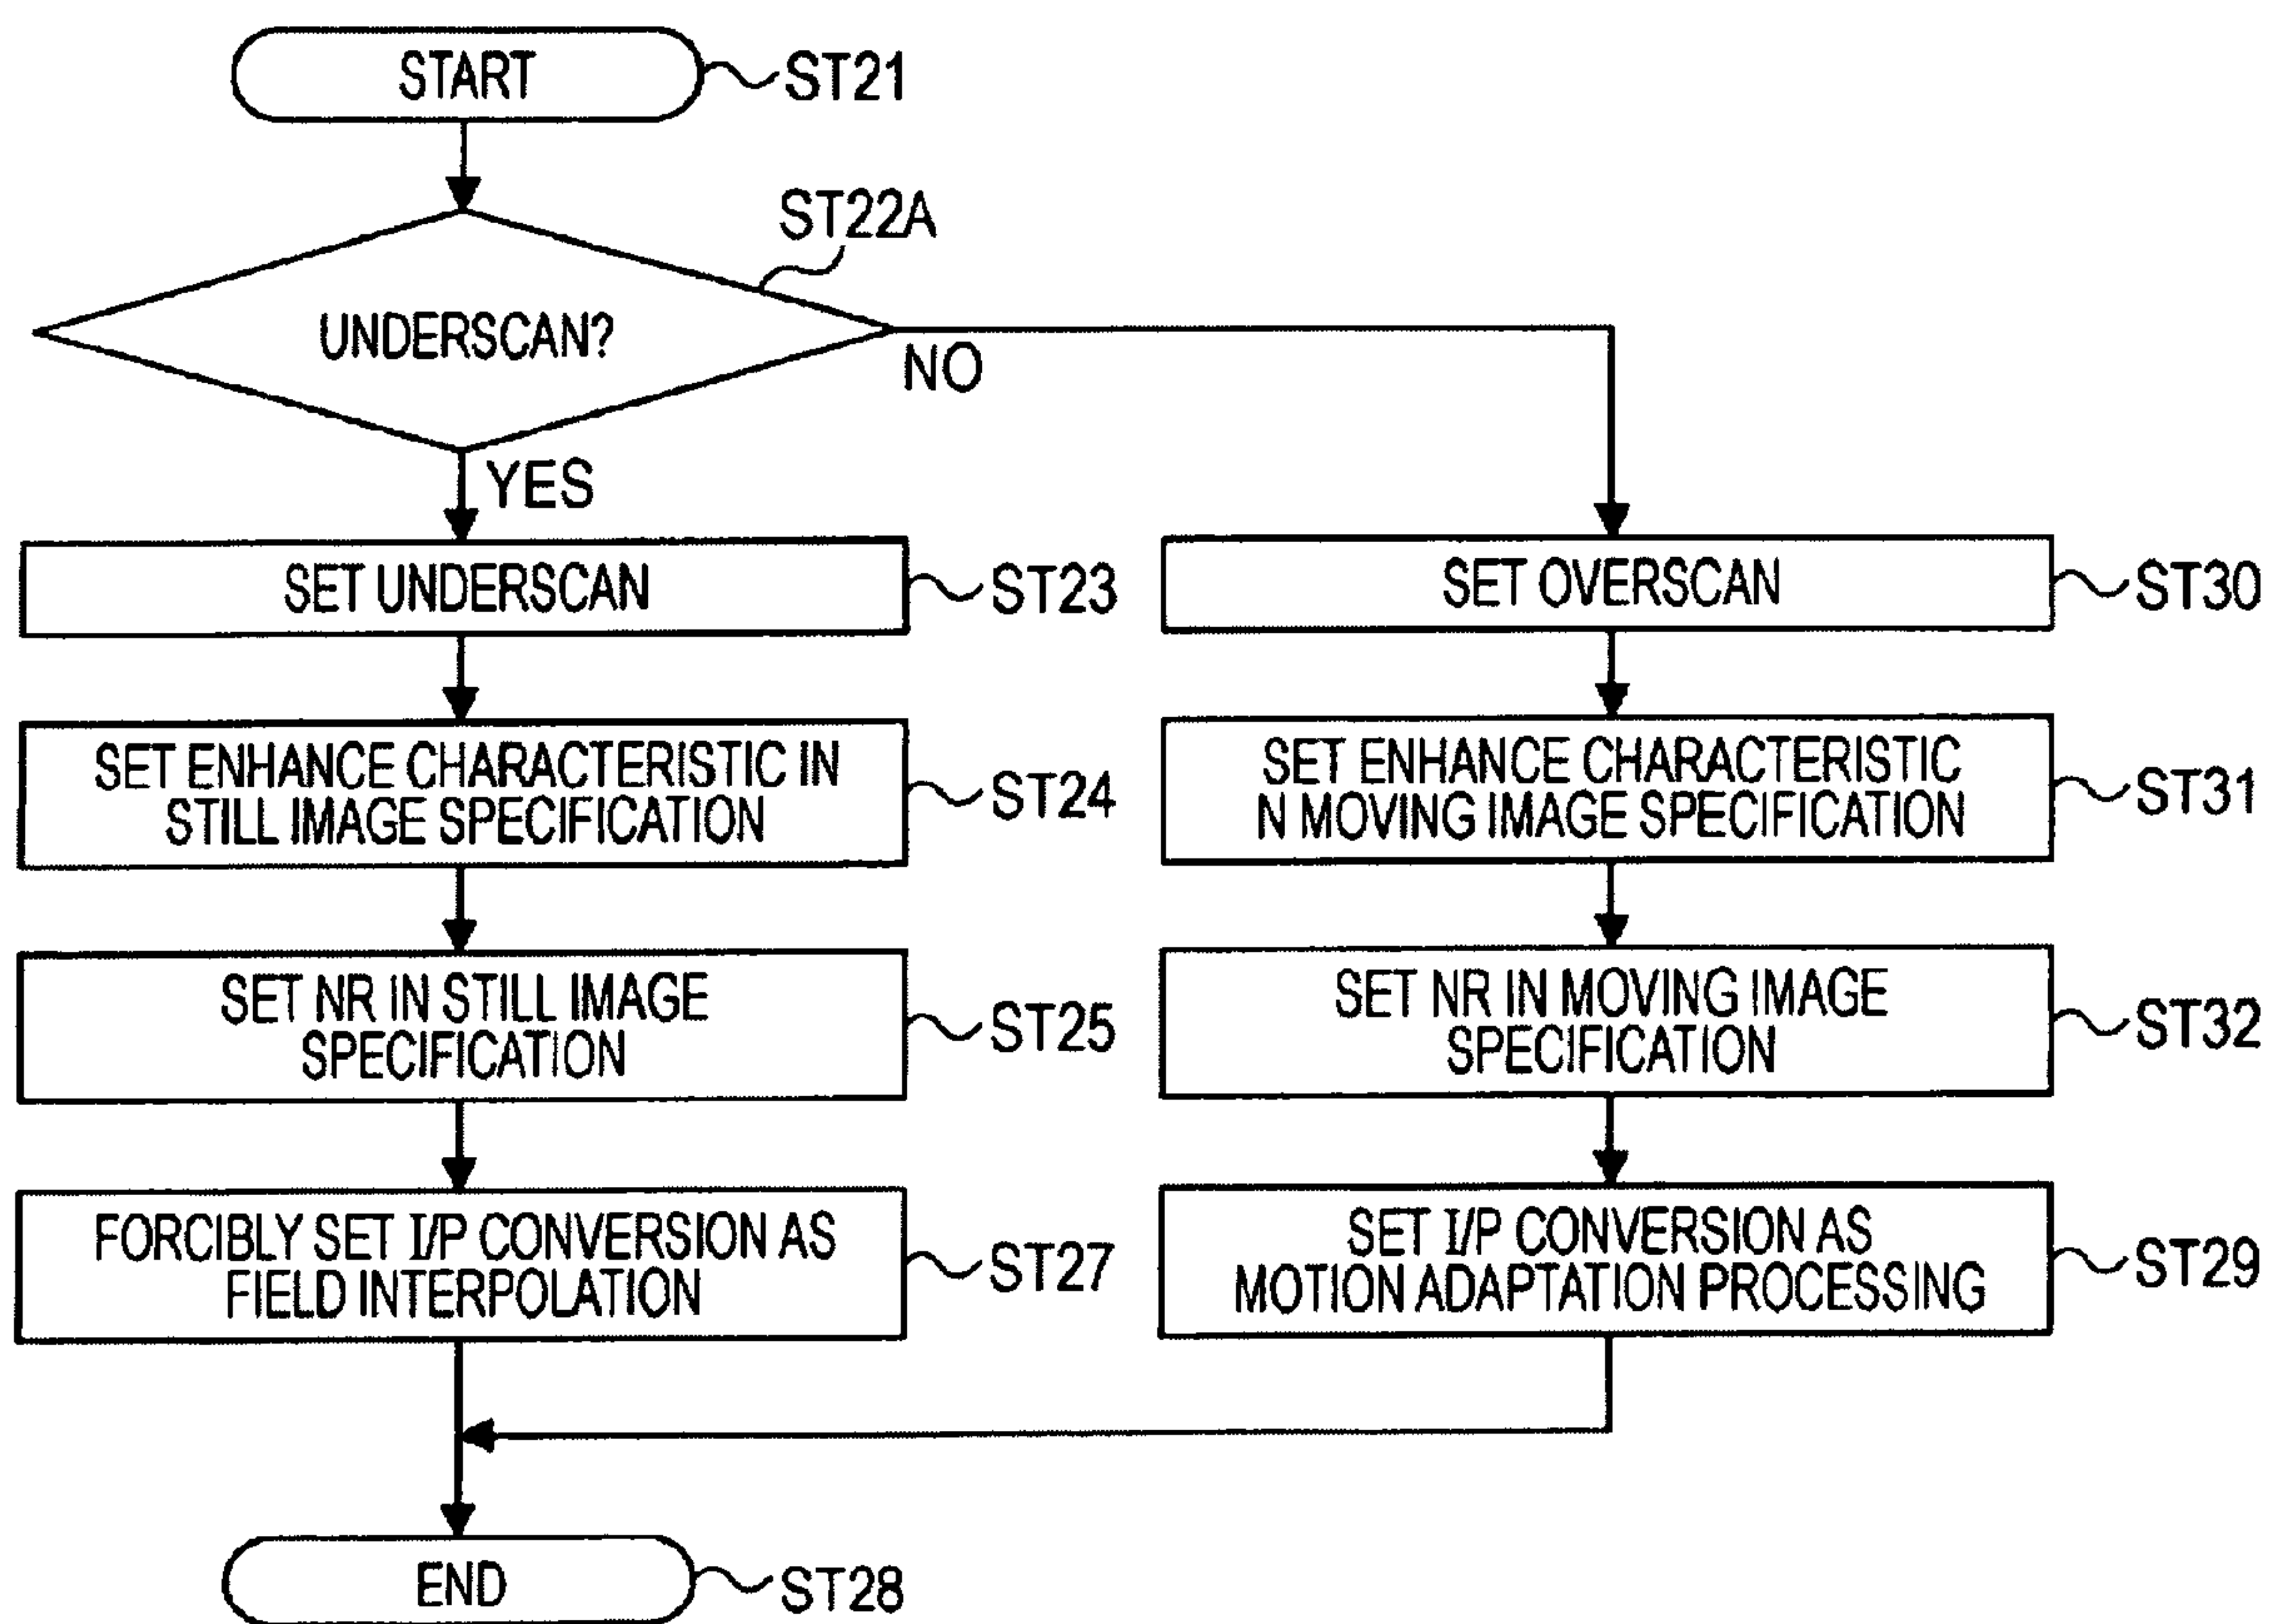 START
ST21
ST22A
UNDERSCAN?
NO
YES
SET UNDERSCAN
ST23
SET OVERSCAN
ST30
SET ENHANCE CHARACTERISTIC IN
STILL IMAGE SPECIFICATION
ST24
SET ENHANCE CHARACTERISTIC
N MOVING IMAGE SPECIFICATION
ST31
SET NR IN STILL IMAGE
SPECIFICATION
ST25
SET NR IN MOVING IMAGE
SPECIFICATION
ST32
FORCIBLY SET I/P CONVERSION AS
FIELD INTERPOLATION
ST27
SET I/P CONVERSION AS
MOTION ADAPTATION PROCESSING
ST29
END
ST28